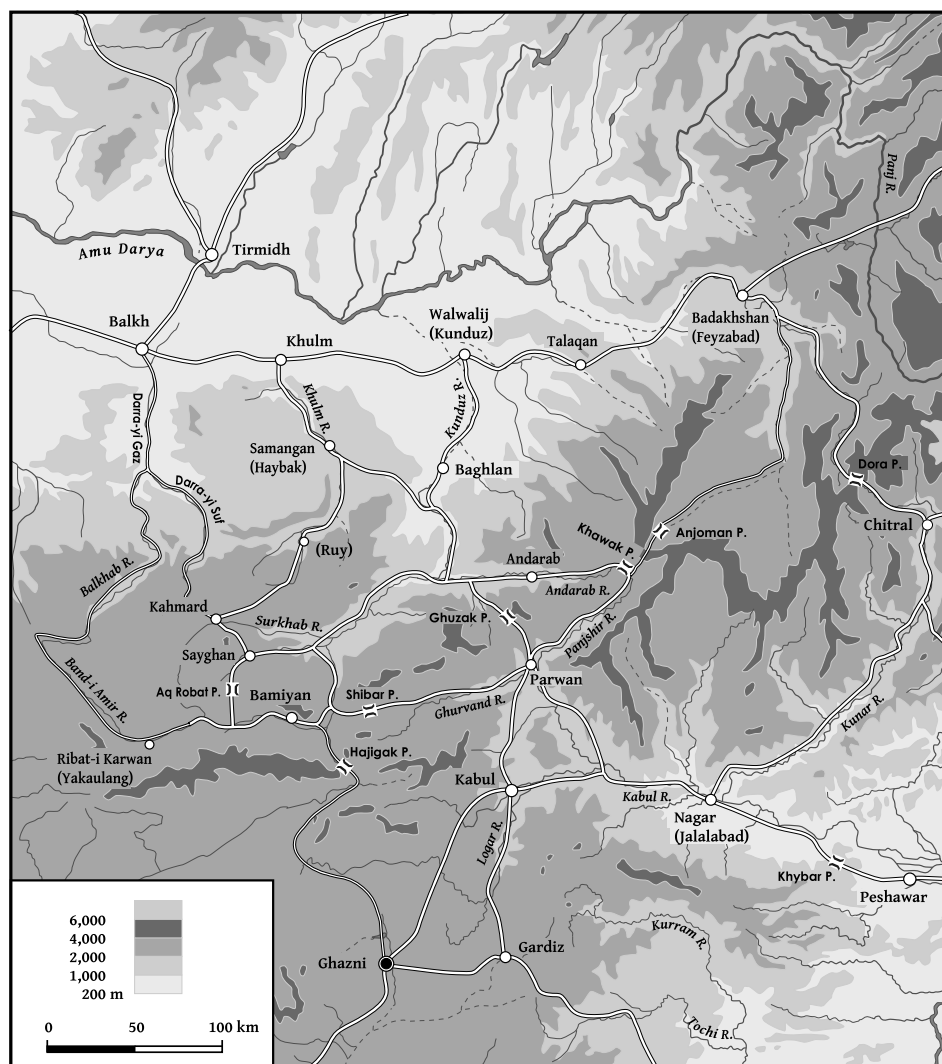 Panj R.
Amu Darya
Tirmidh
Balkh
Khulm
Walwalij
(Kunduz)
Talaqan
Badakhshan
(Feyzabad)
Darra-yi Gaz
Khulm R.
Kunduz R.
Samangan
(Haybak)
Baghlan
Darra-yi Suf
Dora P.
Chitral
(Ruy)
Khawak P.
Anjoman P.
Andarab
Andarab R.
Balkhab R.
Kahmard
Surkhab R.
Ghuzak P.
Panjshir R.
Sayghan
Parwan
Band-i Amir R.
Aq Robat P.
Bamiyan
Shibar P.
Ghurvand R.
Kunar R.
Ribat-i Karwan
(Yakaulang)
Hajigak P.
Kabul
Kabul R.
Nagar
(Jalalabad)
Logar R.
Khybar P.
Peshawar
Kurram R.
Ghazni
Gardiz
Tochi R.
6,000
4,000
2,000
1,000
200 m
0 50 100 km